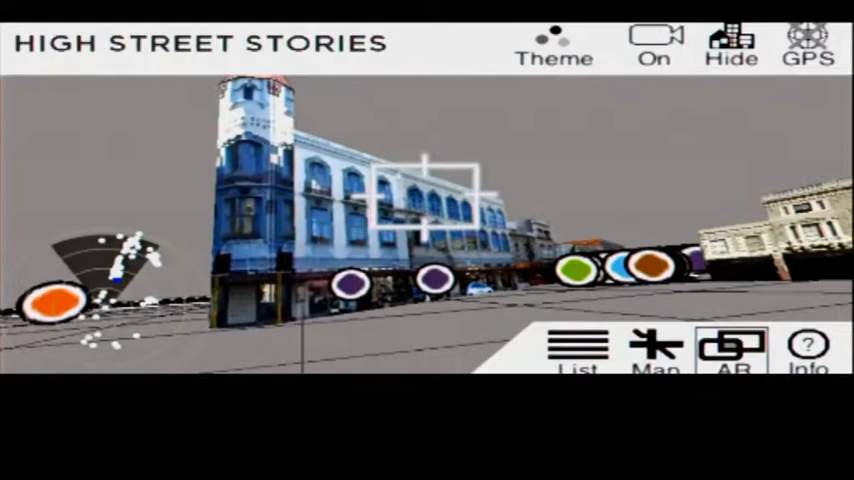 HIGH STREET STORIES
Theme
On
Hide
GPS
List
Map
AR
?
Info